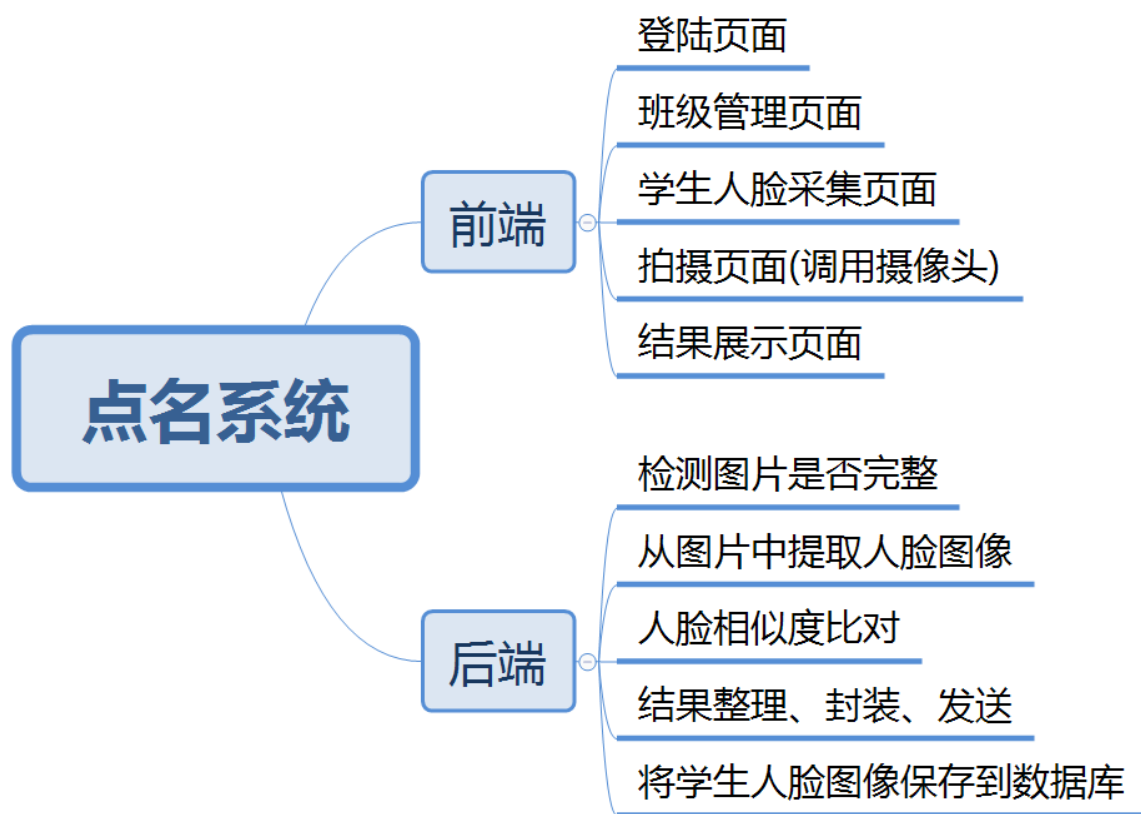 点名系统
前端
登陆页面
班级管理页面
学生人脸采集页面
拍摄页面(调用摄像头)
结果展示页面
后端
检测图片是否完整
从图片中提取人脸图像
人脸相似度比对
结果整理、封装、发送
将学生人脸图像保存到数据库